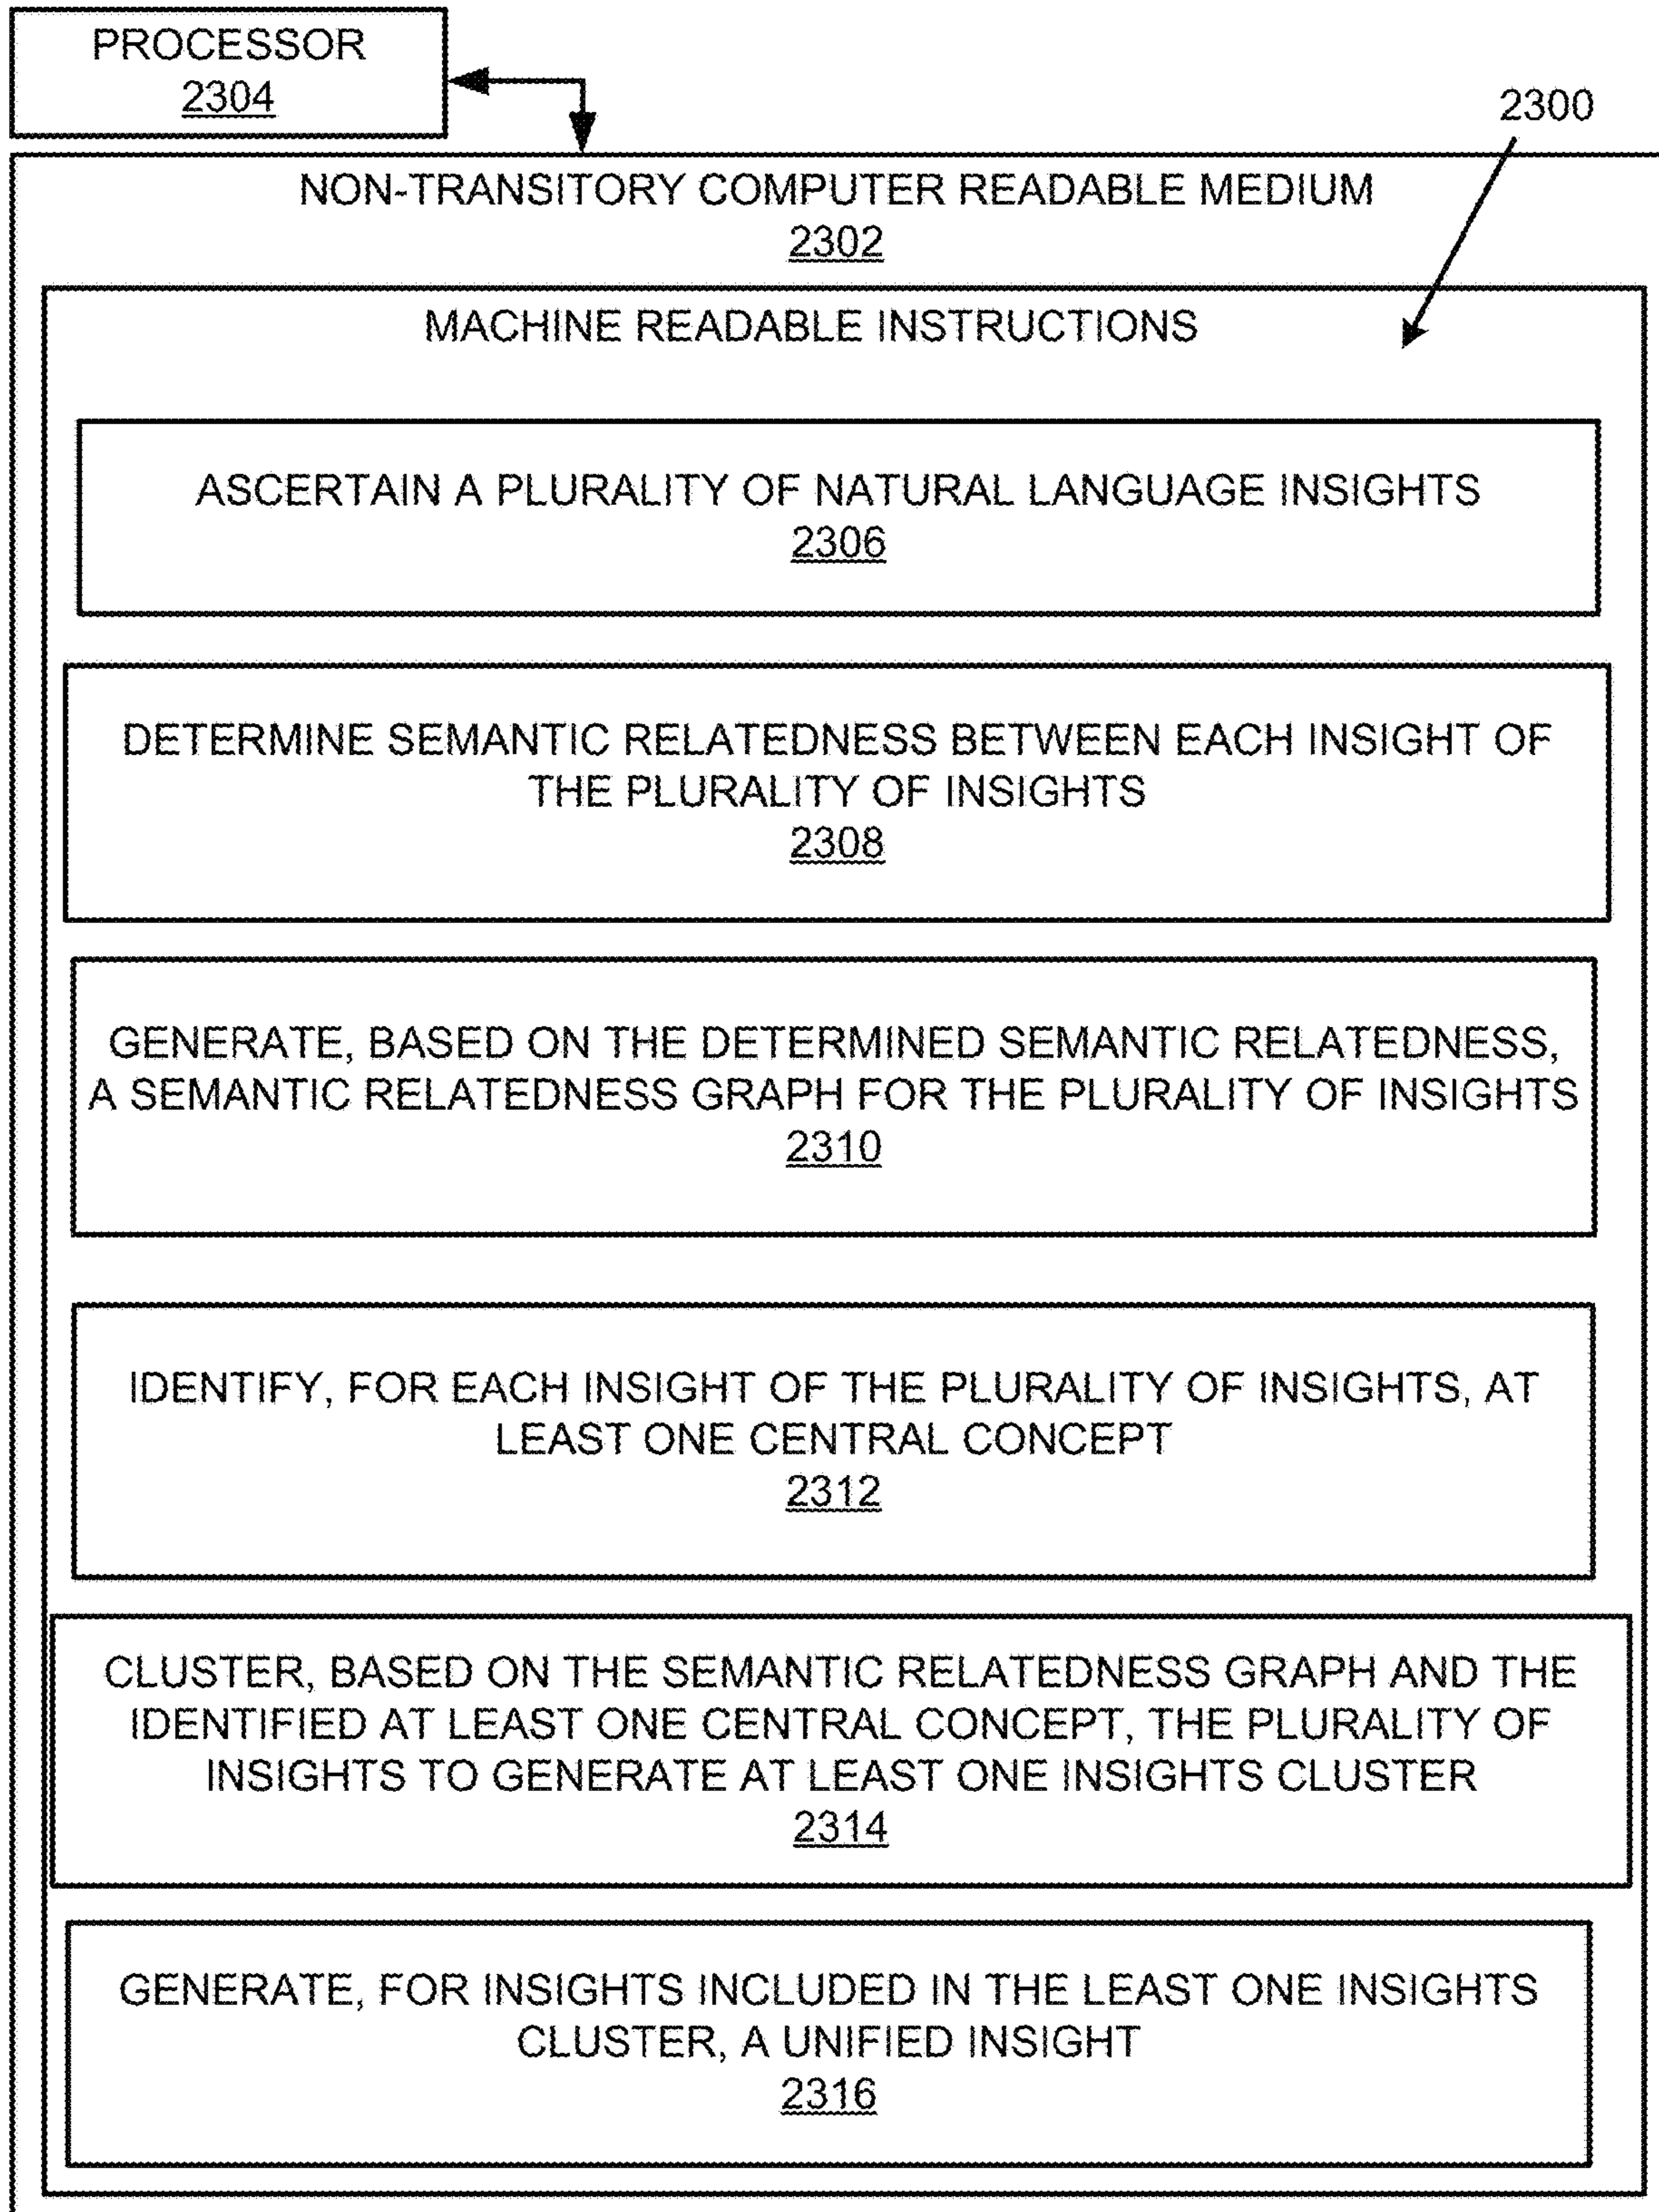 PROCESSOR
2304
2300
NON-TRANSITORY COMPUTER READABLE MEDIUM
2302
MACHINE READABLE INSTRUCTIONS
ASCERTAIN A PLURALITY OF NATURAL LANGUAGE INSIGHTS
2306
DETERMINE SEMANTIC RELATEDNESS BETWEEN EACH INSIGHT OF
THE PLURALITY OF INSIGHTS
2308
GENERATE, BASED ON THE DETERMINED SEMANTIC RELATEDNESS,
A SEMANTIC RELATEDNESS GRAPH FOR THE PLURALITY OF INSIGHTS
2310
IDENTIFY, FOR EACH INSIGHT OF THE PLURALITY OF INSIGHTS, AT
LEAST ONE CENTRAL CONCEPT
2312
CLUSTER, BASED ON THE SEMANTIC RELATEDNESS GRAPH AND THE
IDENTIFIED AT LEAST ONE CENTRAL CONCEPT, THE PLURALITY OF
INSIGHTS TO GENERATE AT LEAST ONE INSIGHTS CLUSTER
2314
GENERATE, FOR INSIGHTS INCLUDED IN THE LEAST ONE INSIGHTS
CLUSTER, A UNIFIED INSIGHT
2316